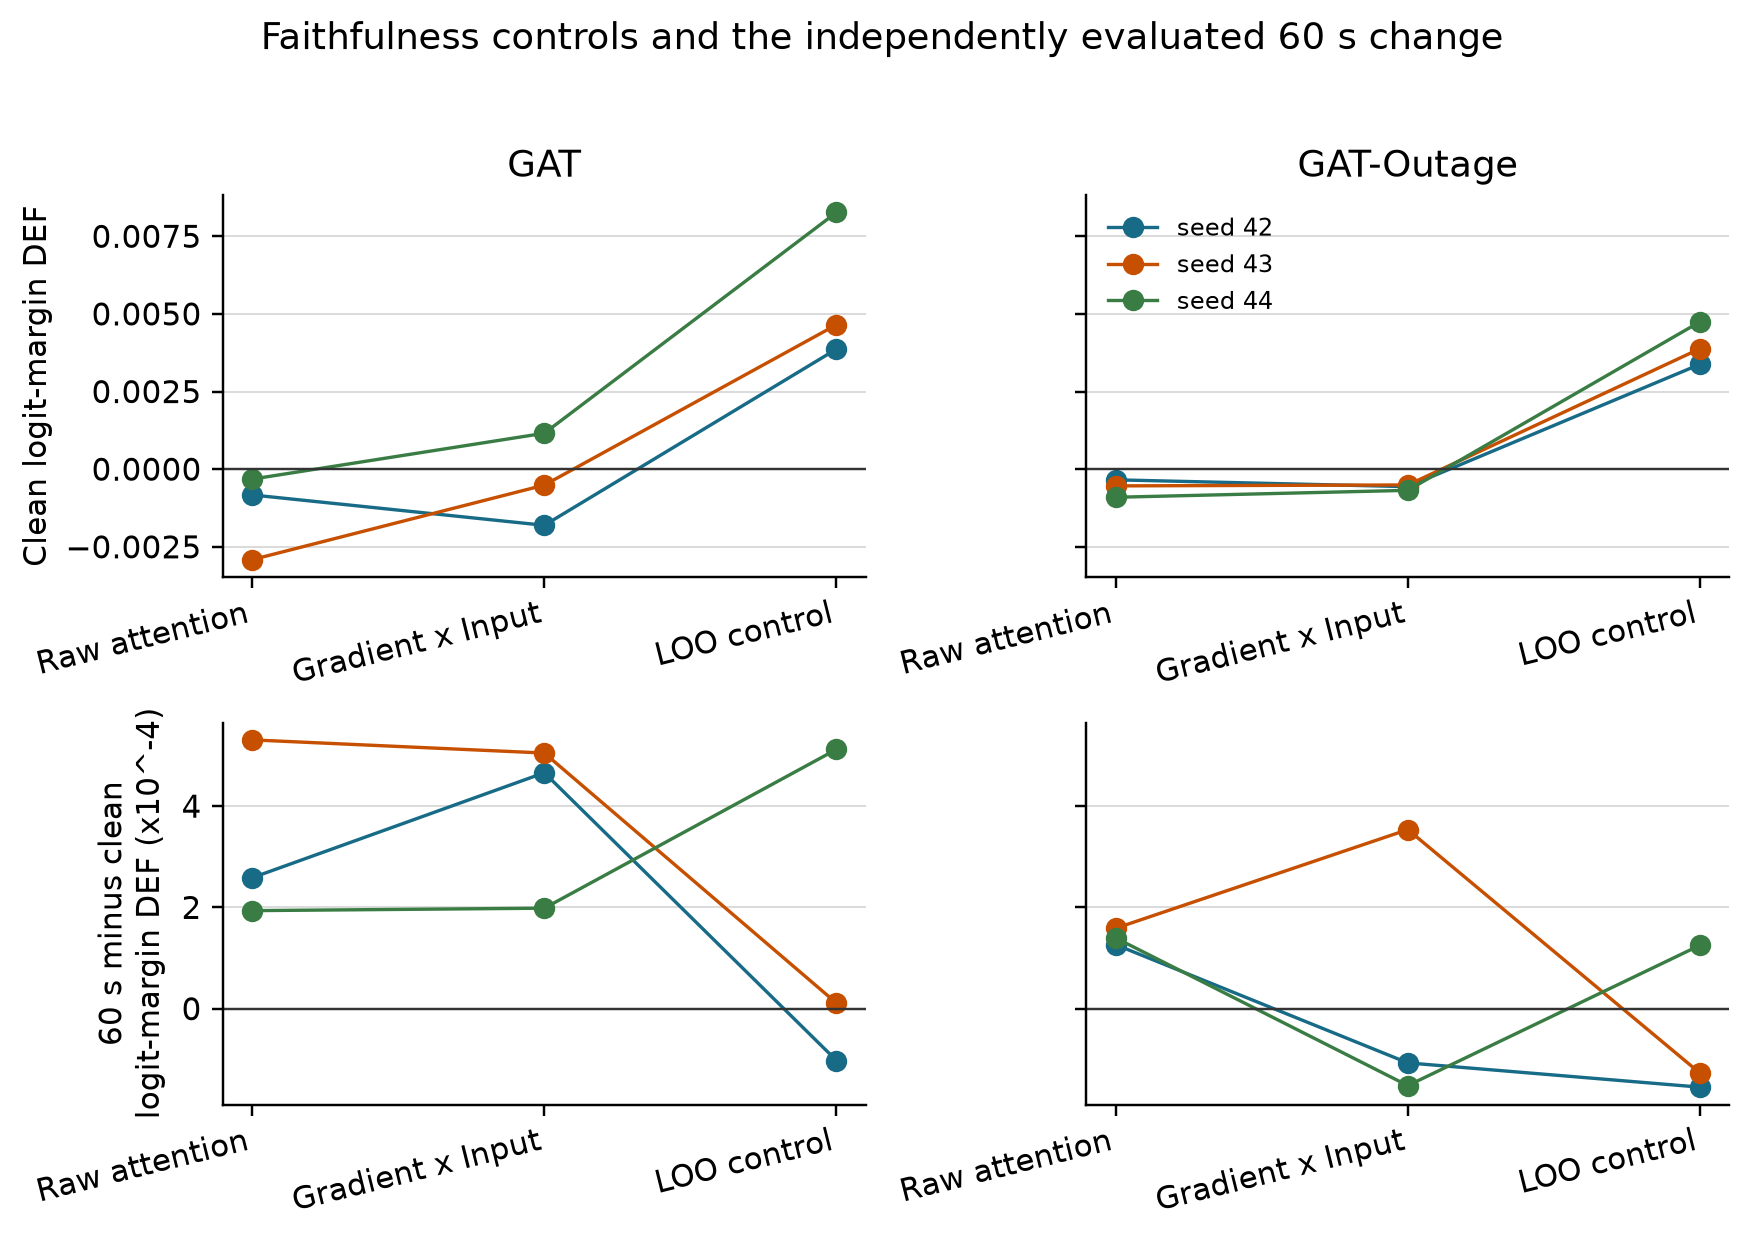 Faithfulness controls and the independently evaluated 60 s change
GAT
Clean logit-margin DEF
0.0075
0.0050
0.0025
0.0000
−0.0025
Raw attention
Gradient x Input
LOO control
GAT-Outage
seed 42
seed 43
seed 44
Raw attention
Gradient x Input
LOO control
60 s minus clean
logit-margin DEF (x10^-4)
4
2
0
Raw attention
Gradient x Input
LOO control
Raw attention
Gradient x Input
LOO control